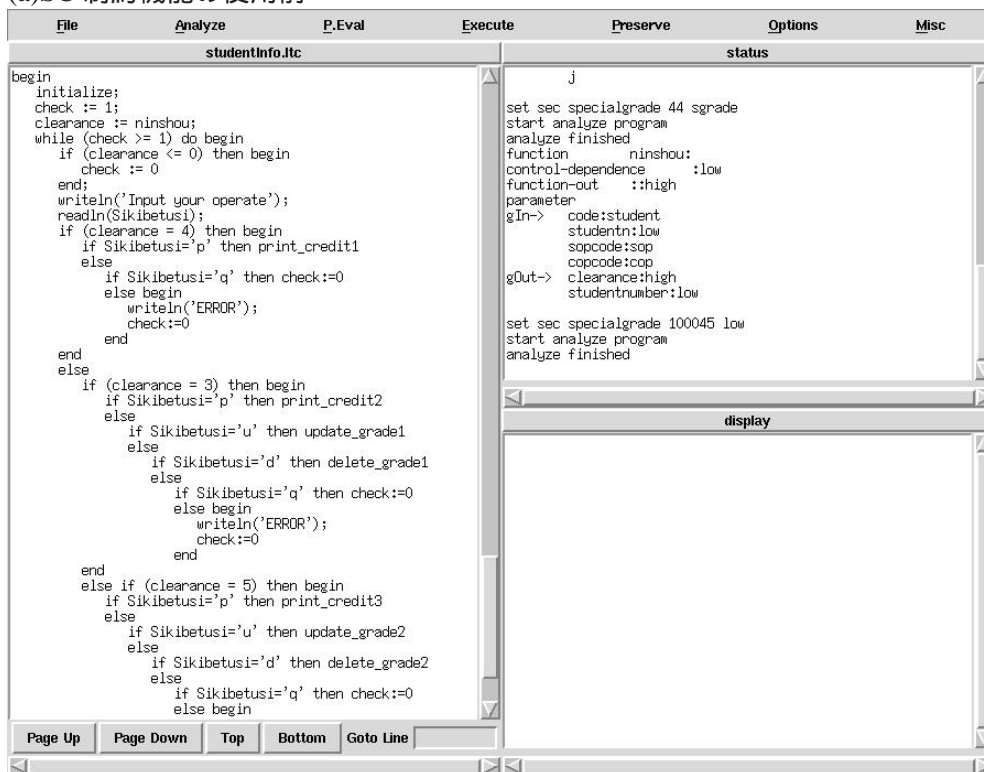 File Analyze P.Eval Execute Preserve Options Misc
studentInfo.ltc
begin
initialize;
check := 1;
clearance := ninshou;
while (check >= 1) do begin
if (clearance <= 0) then begin
check := 0
end;
writeln('Input your operate');
readln(Sikibetusi);
if (clearance = 4) then begin
if Sikibetusi='p' then print_credit1
else
if Sikibetusi='q' then check:=0
else begin
writeln('ERROR');
check:=0
end
end
else
if (clearance = 3) then begin
if Sikibetusi='p' then print_credit2
else
if Sikibetusi='u' then update_grade1
else
if Sikibetusi='d' then delete_grade1
else
if Sikibetusi='q' then check:=0
else begin
writeln('ERROR');
check:=0
end
end
else if (clearance = 5) then begin
if Sikibetusi='p' then print_credit3
else
if Sikibetusi='u' then update_grade2
else
if Sikibetusi='d' then delete_grade2
else
if Sikibetusi='q' then check:=0
else begin
Page Up Page Down Top Bottom Goto Line
status
j
set sec specialgrade 44 sgrade
start analyze program
analyze finished
function ninshou:
control-dependence :low
function-out ::high
parameter
gIn-> code:student
studentn:low
sopcode:sop
copcode:cop
gOut-> clearance:high
studentnumber:low
set sec specialgrade 100045 low
start analyze program
analyze finished
display